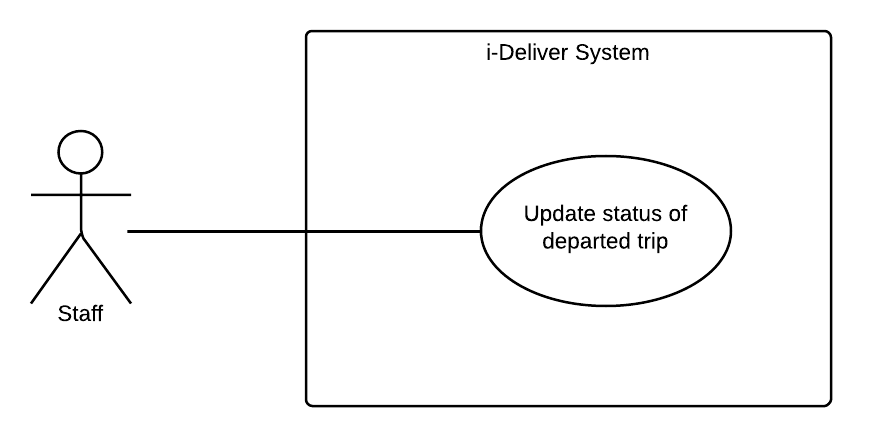 i-Deliver System
Update status of
departed trip
Staff